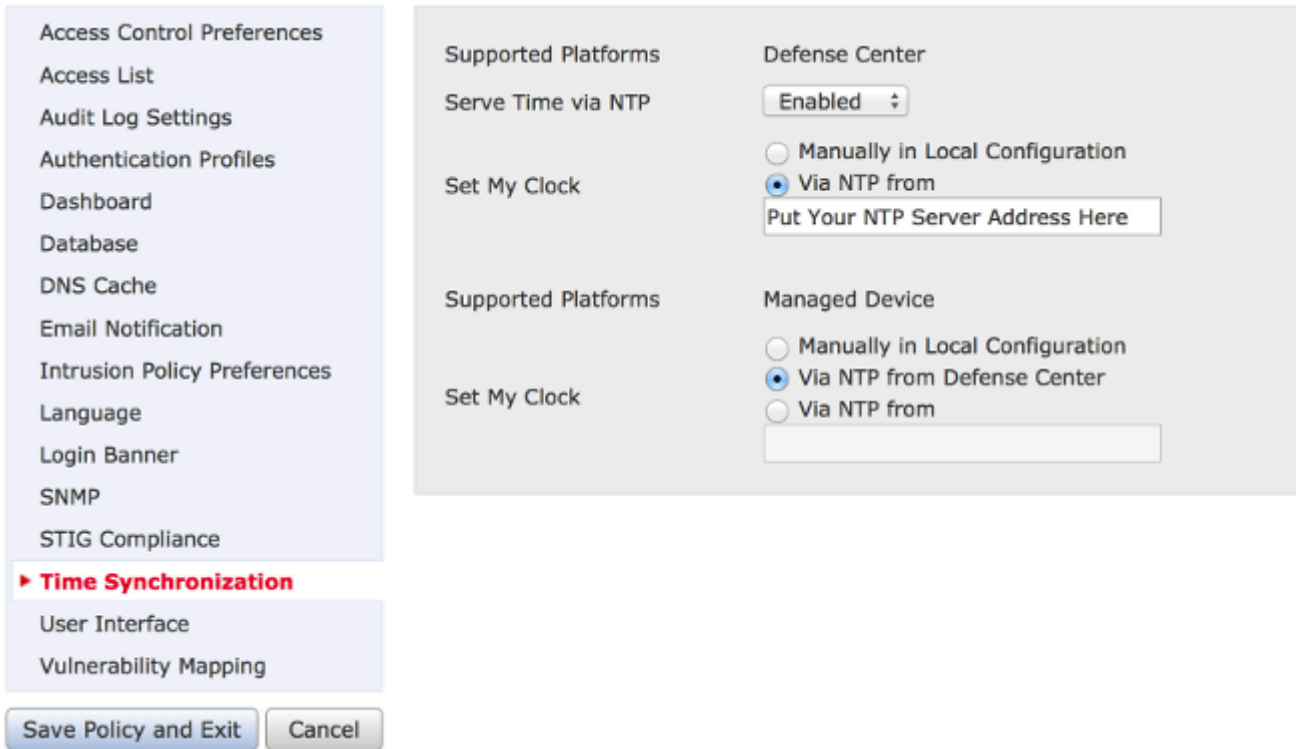 Access Control Preferences
Access List
Audit Log Settings
Authentication Profiles
Dashboard
Database
DNS Cache
Email Notification
Intrusion Policy Preferences
Language
Login Banner
SNMP
STIG Compliance
Time Synchronization
User Interface
Vulnerability Mapping
Save Policy and Exit Cancel
Supported Platforms Defense Center
Serve Time via NTP Enabled
Set My Clock
Manually in Local Configuration
Via NTP from
Put Your NTP Server Address Here
Supported Platforms Managed Device
Set My Clock
Manually in Local Configuration
Via NTP from Defense Center
Via NTP from